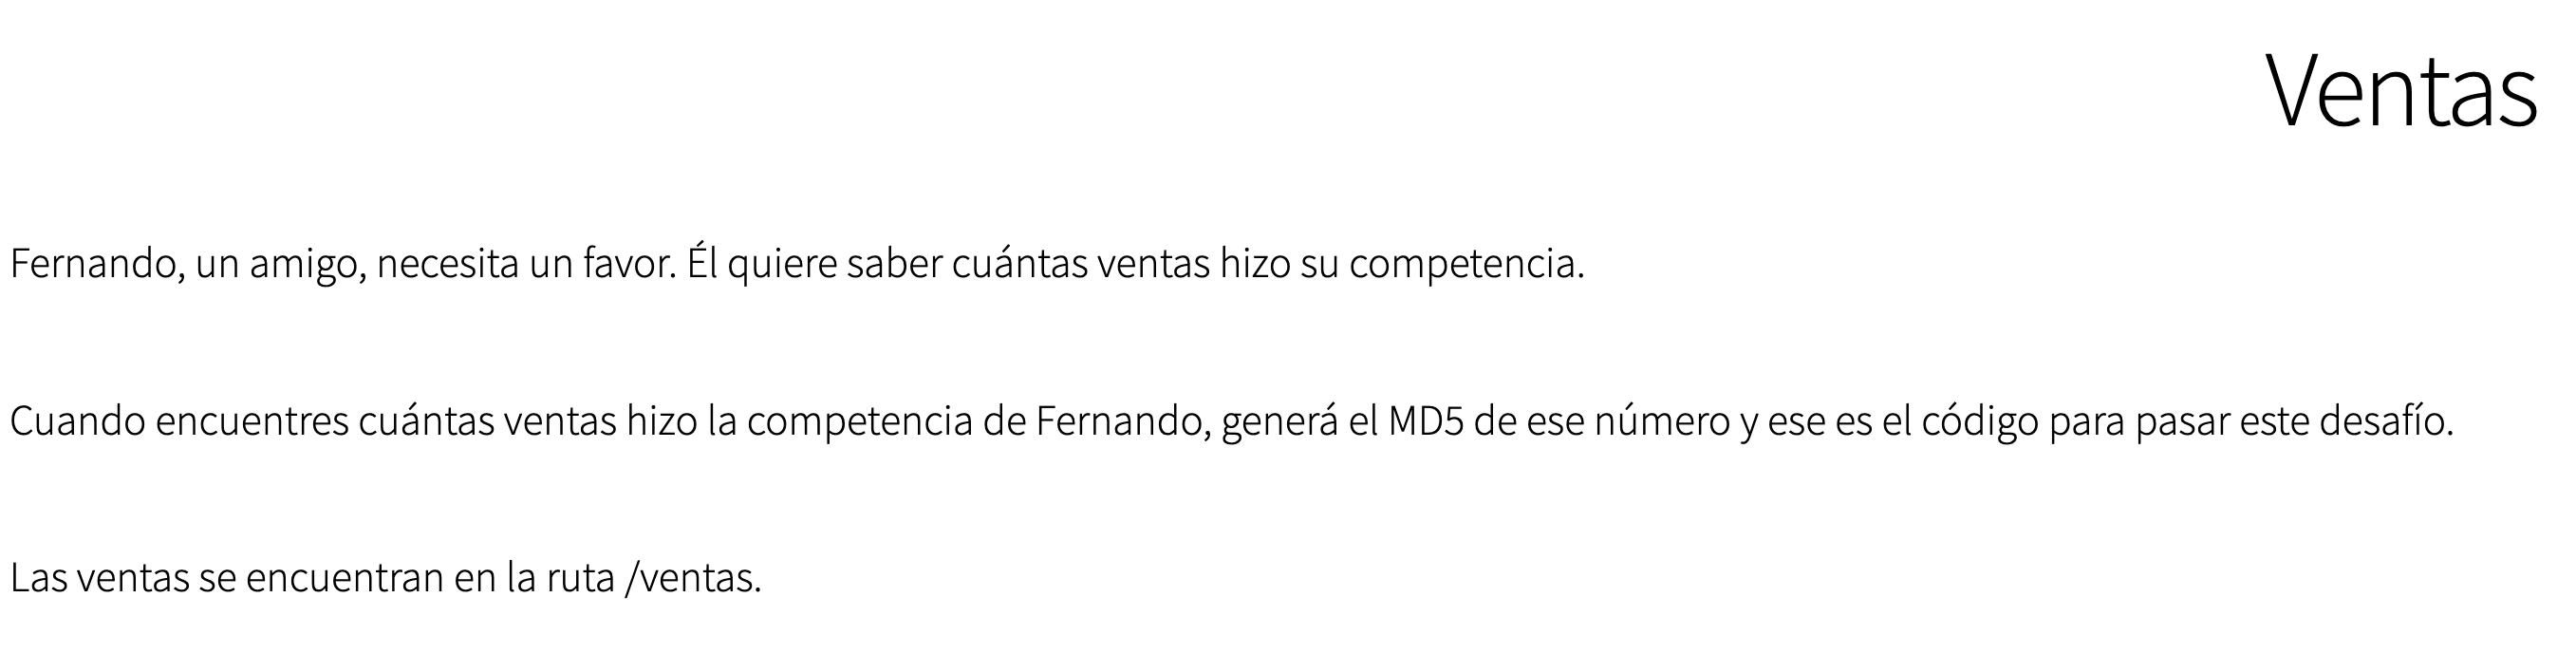 Ventas
Fernando, un amigo, necesita un favor. Él quiere saber cuántas ventas hizo su competencia.
Cuando encuentres cuántas ventas hizo la competencia de Fernando, generá el MD5 de ese número y ese es el código para pasar este desafío.
Las ventas se encuentran en la ruta /ventas.